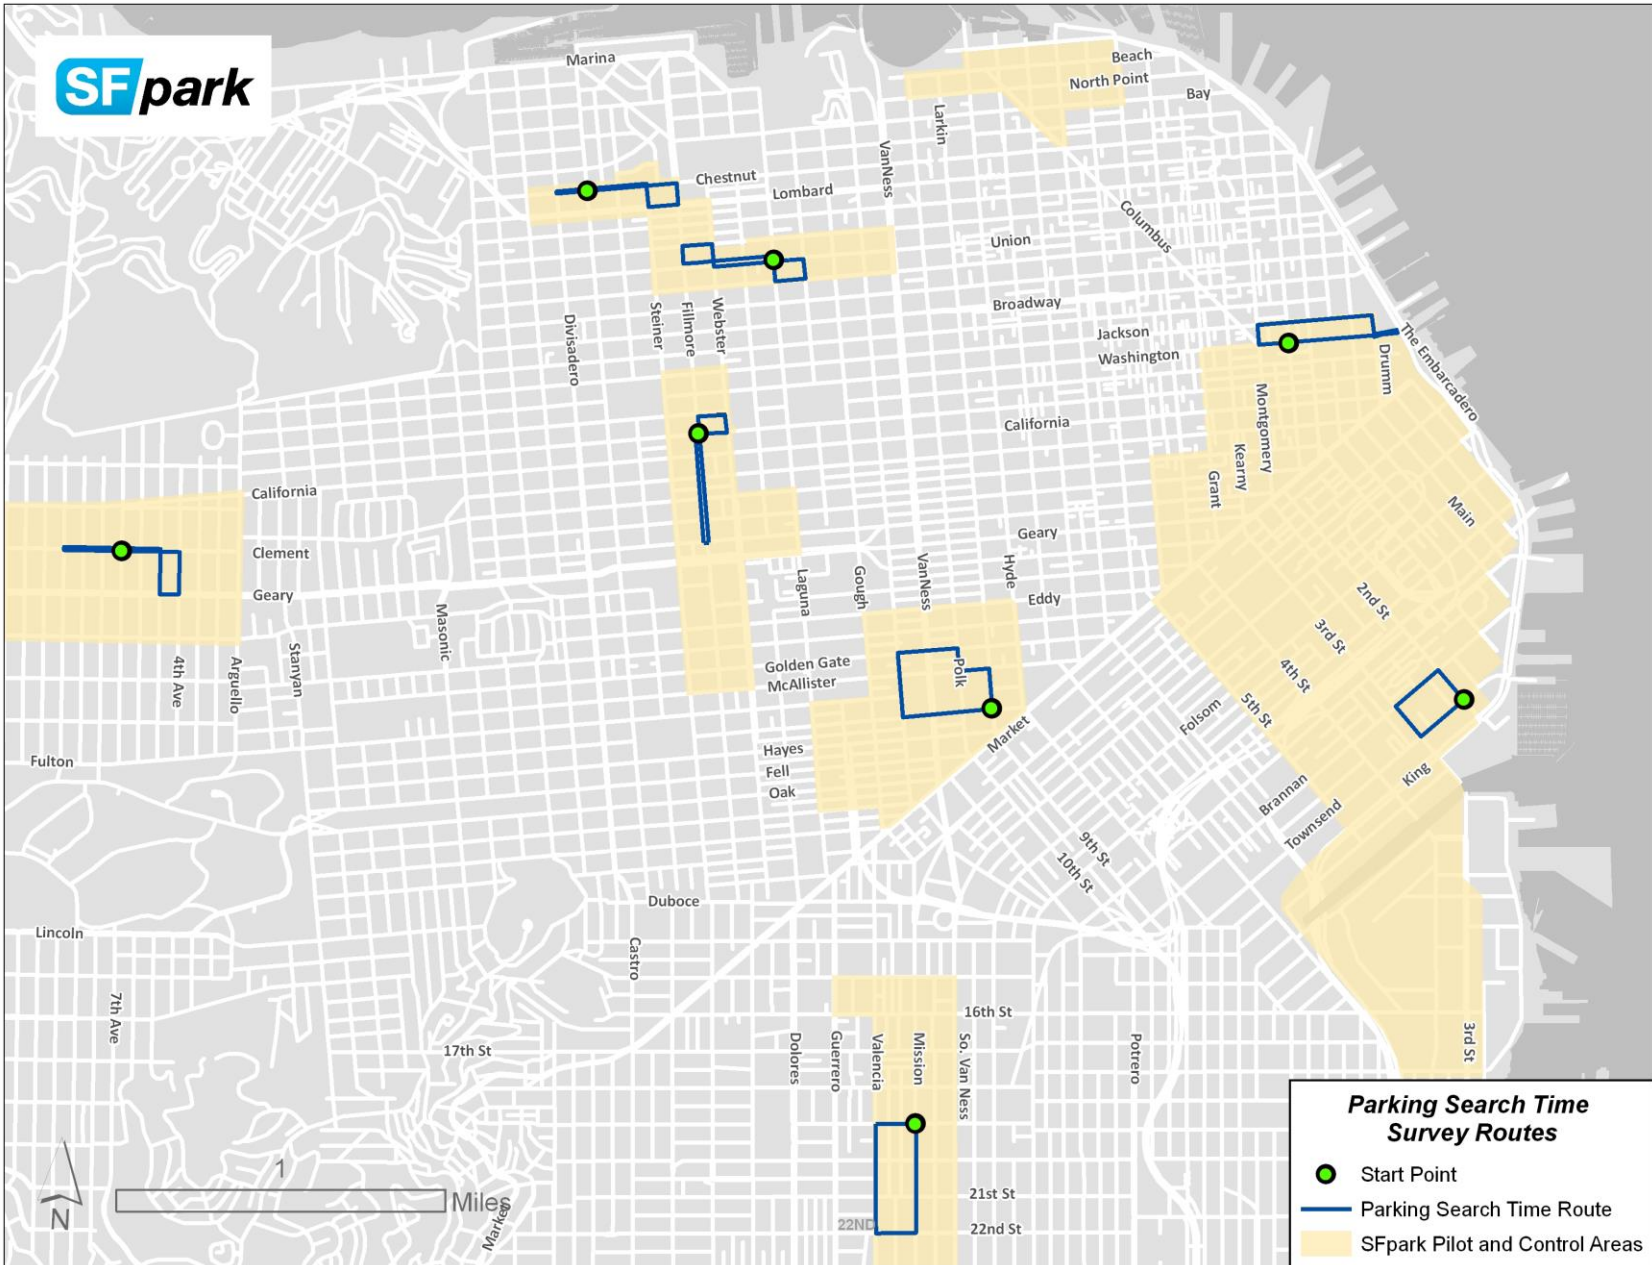 SFpark
Marina
Beach
North Point
Bay
Larkin
VanNess
Chestnut
Lombard
Columbus
Union
Broadway
Jackson
Washington
The Embarcadero
Drumm
Divisadero
Steiner
Fillmore
Webster
Montgomery
Kearny
Grant
California
California
Main
Clement
Geary
Geary
Hyde
VanNess
Gough
Laguna
Eddy
Masonic
Stanyan
Arguello
4th Ave
2nd St
3rd St
4th St
5th St
Golden Gate
McAllister
Polk
Market
Folsom
Hayes
Fell
Oak
Fulton
King
Brannan
Townsend
9th St
10th St
Duboce
Lincoln
Castro
7th Ave
17th St
16th St
Dolores
Guerrero
Valencia
Mission
So. Van Ness
Potrero
3rd St
21st St
22ND
22nd St
Market
N
1
Miles
Parking Search Time
Survey Routes
Start Point
Parking Search Time Route
SFpark Pilot and Control Areas